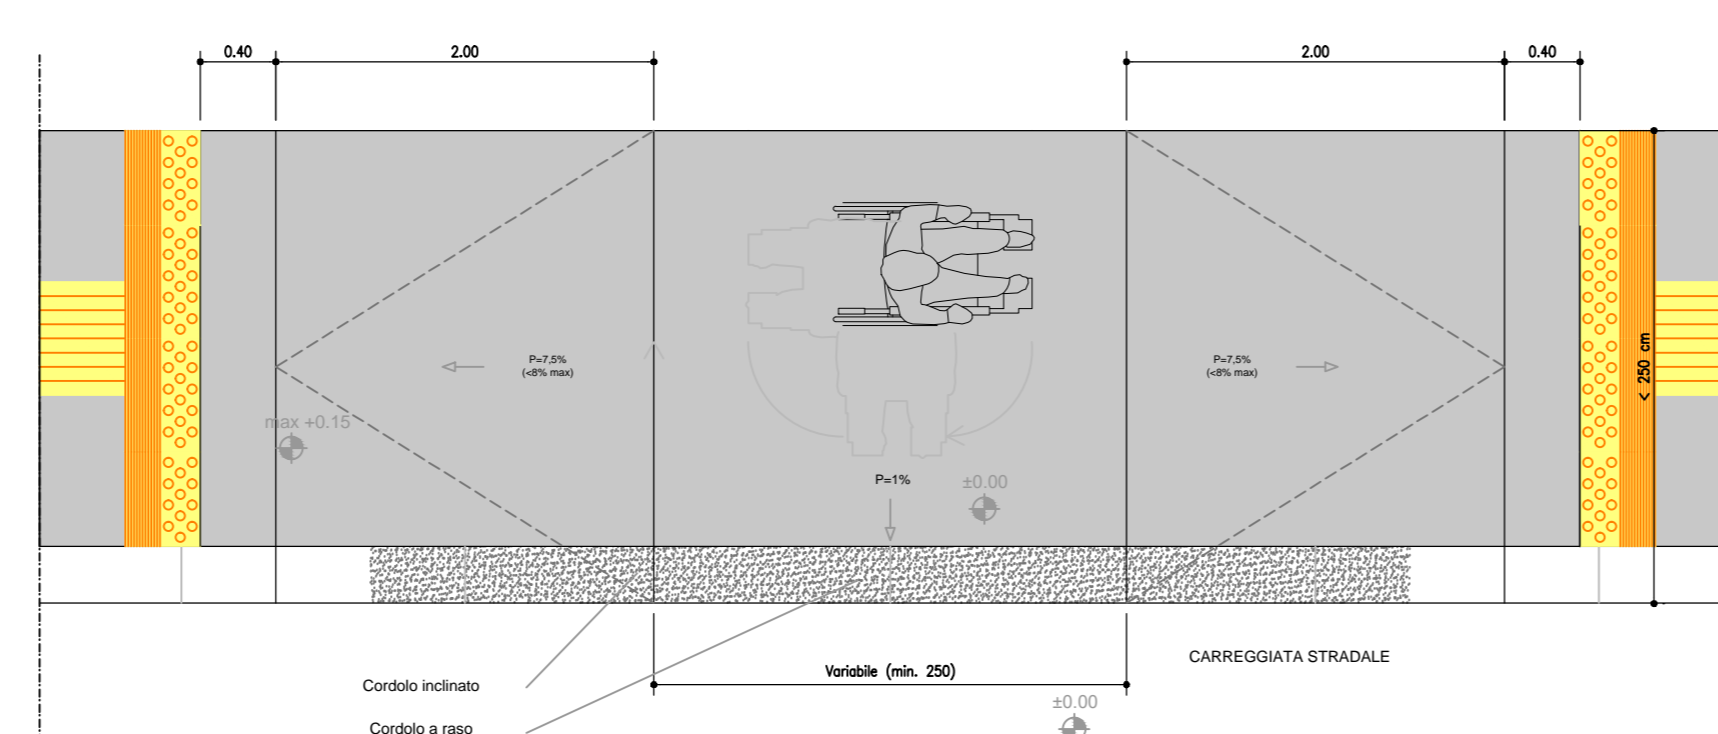 0.40
2.00
2.00
0.40
P=7,5%
(<8% max)
P=7,5%
(<8% max)
< 250 cm
max +0.15
P=1%
±0.00
CARREGGIATA STRADALE
Variabile (min. 250)
Cordolo inclinato
±0.00
Cordolo a raso